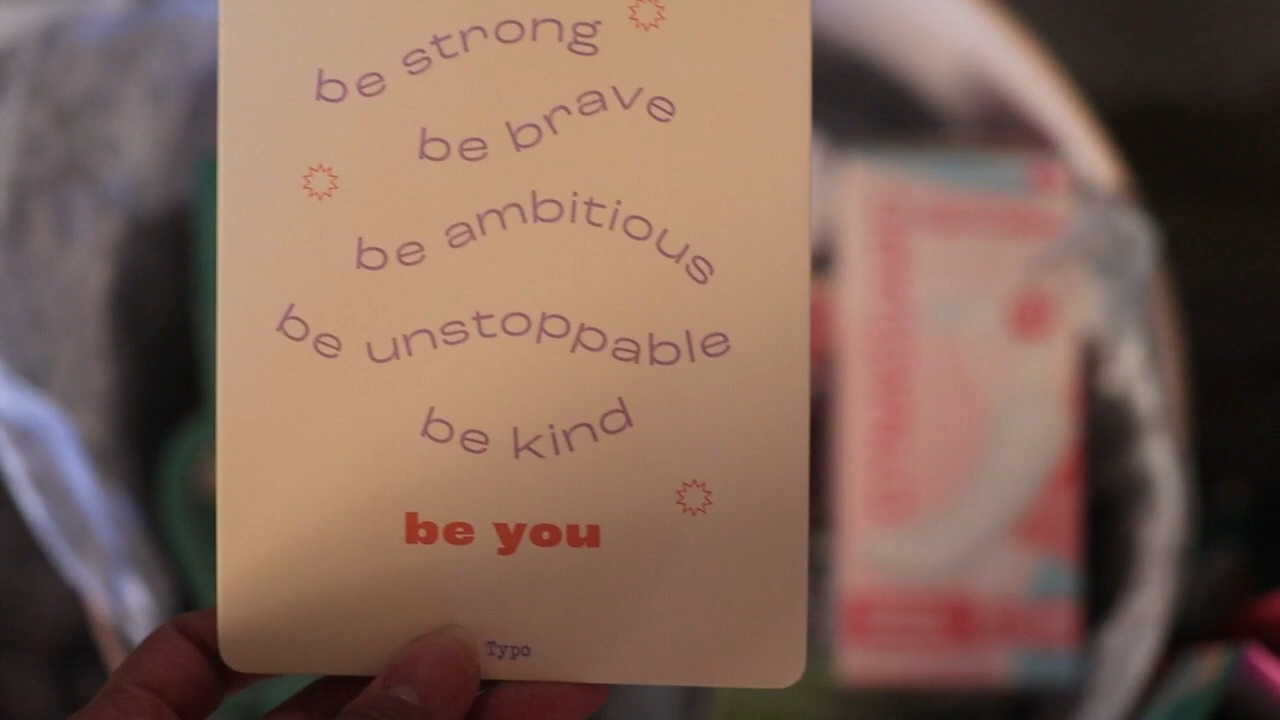 be strong
be brave
be ambitious
be unstoppable
be kind
be you
Typo